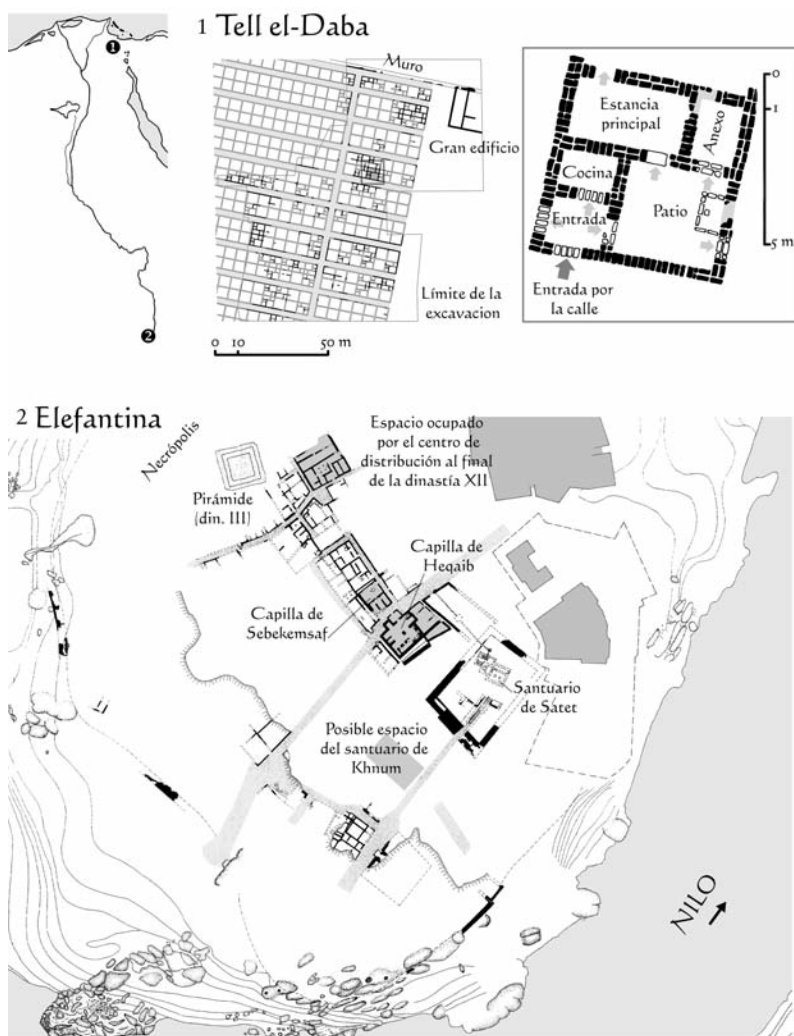 1 Tell el-Daba
1
2
Muro
Gran edificio
Límite de la
excavacion
0 10 50 m
Estancia
principal
Anexo
Cocina
Entrada
Patio
Entrada por
la calle
0
1
5 m
2 Elefantina
Necrópolis
Pirámide
(din. III)
Espacio ocupado
por el centro de
distribución al final
de la dinastía XII
Capilla de
Heqaib
Capilla de
Sebekemsaf
Santuario
de Satet
Posible espacio
del santuario de
Khnum
NILO